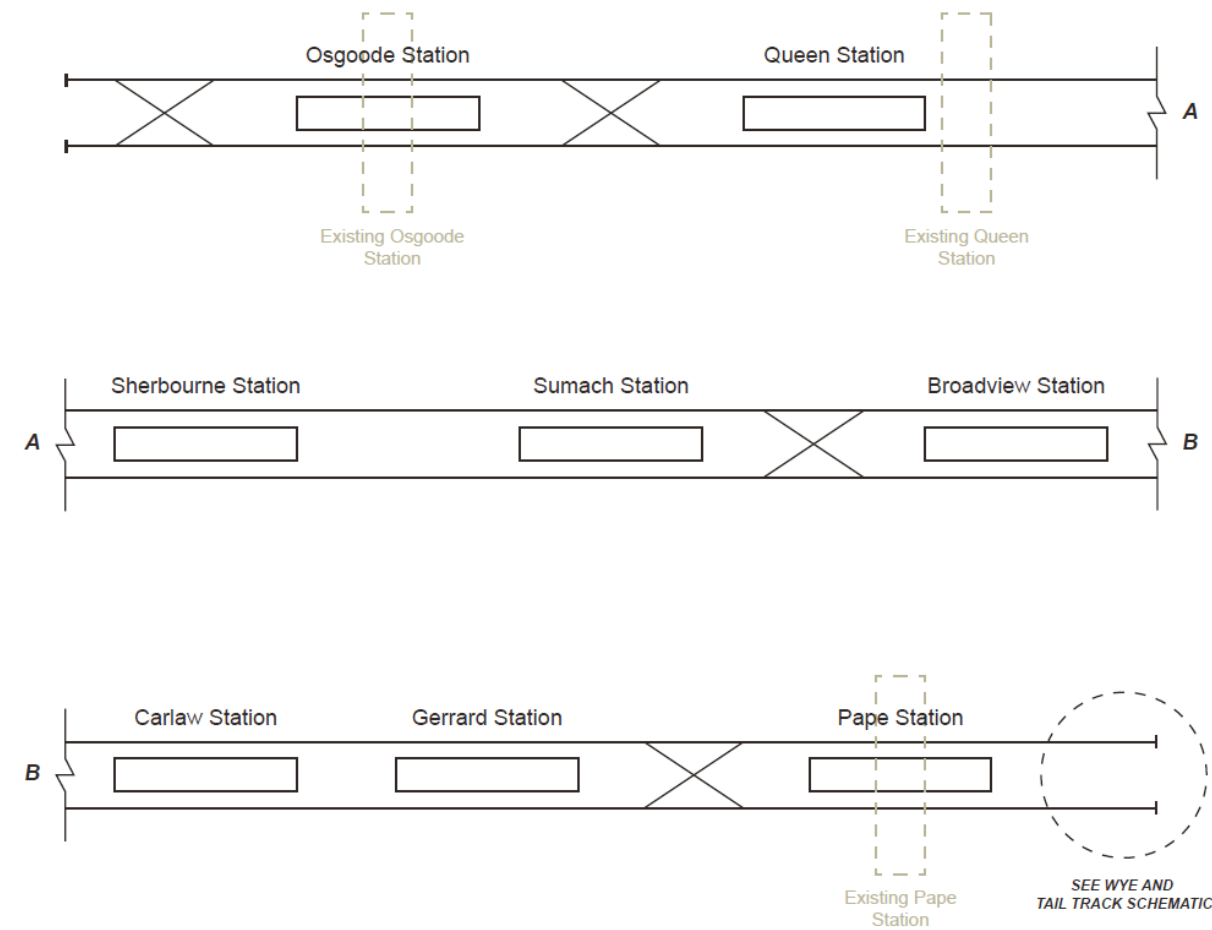 Osgoode Station
Queen Station
A
Existing Osgoode
Station
Existing Queen
Station
Sherbourne Station
Sumach Station
Broadview Station
A
B
Carlaw Station
Gerrard Station
Pape Station
B
Existing Pape
Station
SEE WYE AND
TAIL TRACK SCHEMATIC